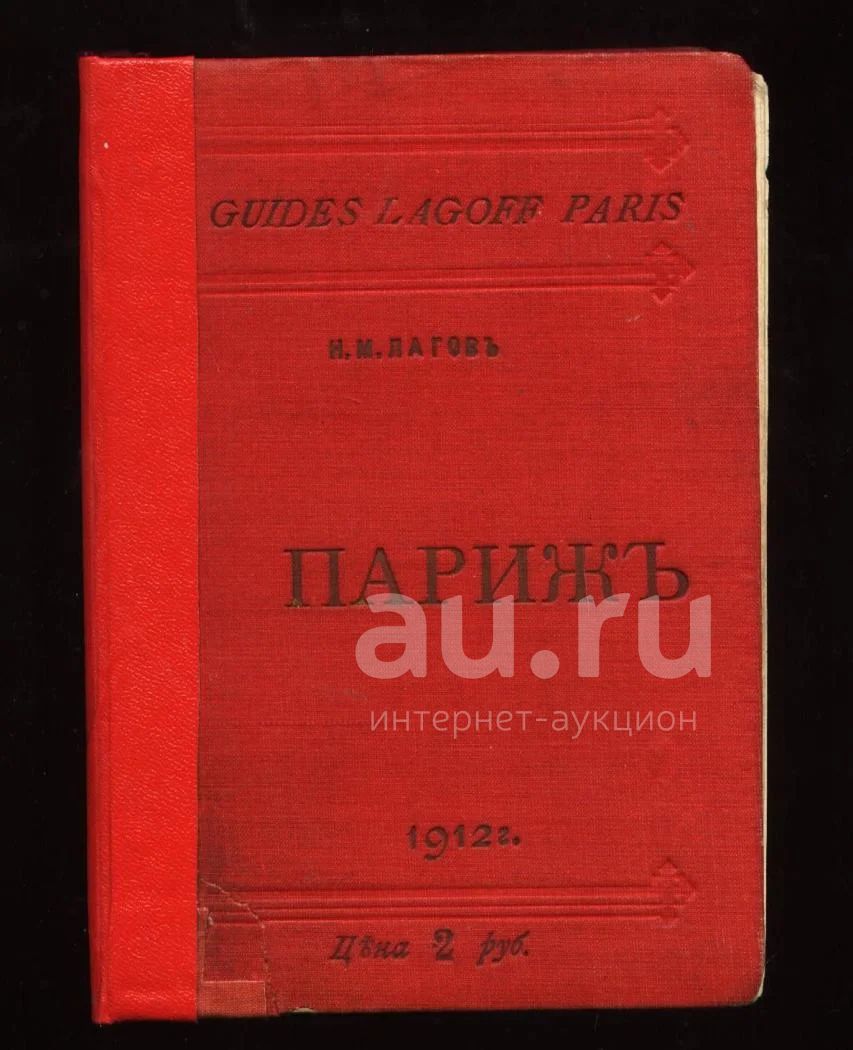 GUIDES LAGOFF PARIS
Н. М. ЛАГОВЪ
ПАРИЖЪ
au.ru
интернет-аукцион
1912 г.
Цѣна 2 руб.